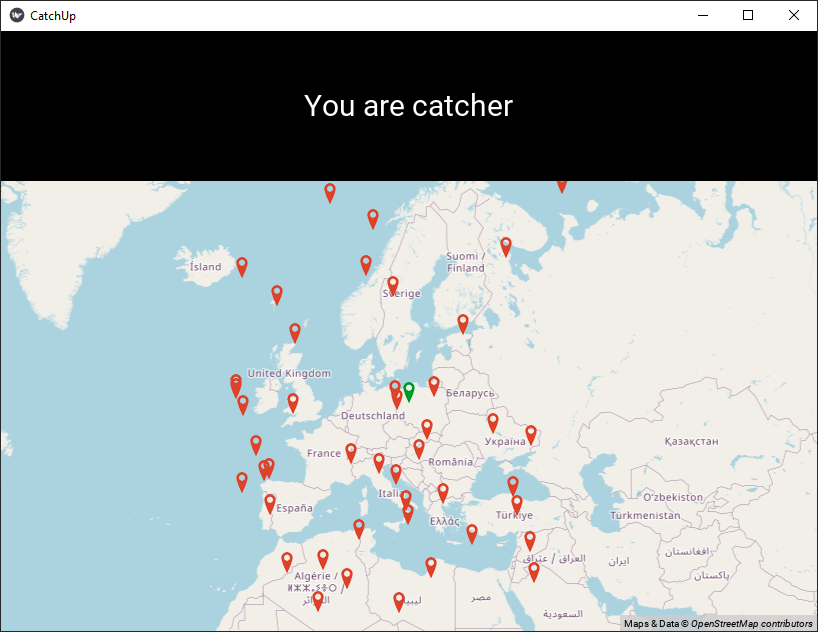 CatchUp
You are catcher
Ísland
Suomi /
Finland
Sverige
United Kingdom
Беларусь
Deutschland
Україна
Қазақстан
France
România
Italia
España
Ελλάς
Türkiye
O'zbekiston
Türkmenistan
افغانستان
ایران
العراق / عێراق
پاکستان
Algérie /
ⵍⵣⵣⴰⵢⴻⵔ /
الجزائر
ليبيا
مصر
السعودية
Maps & Data © OpenStreetMap contributors